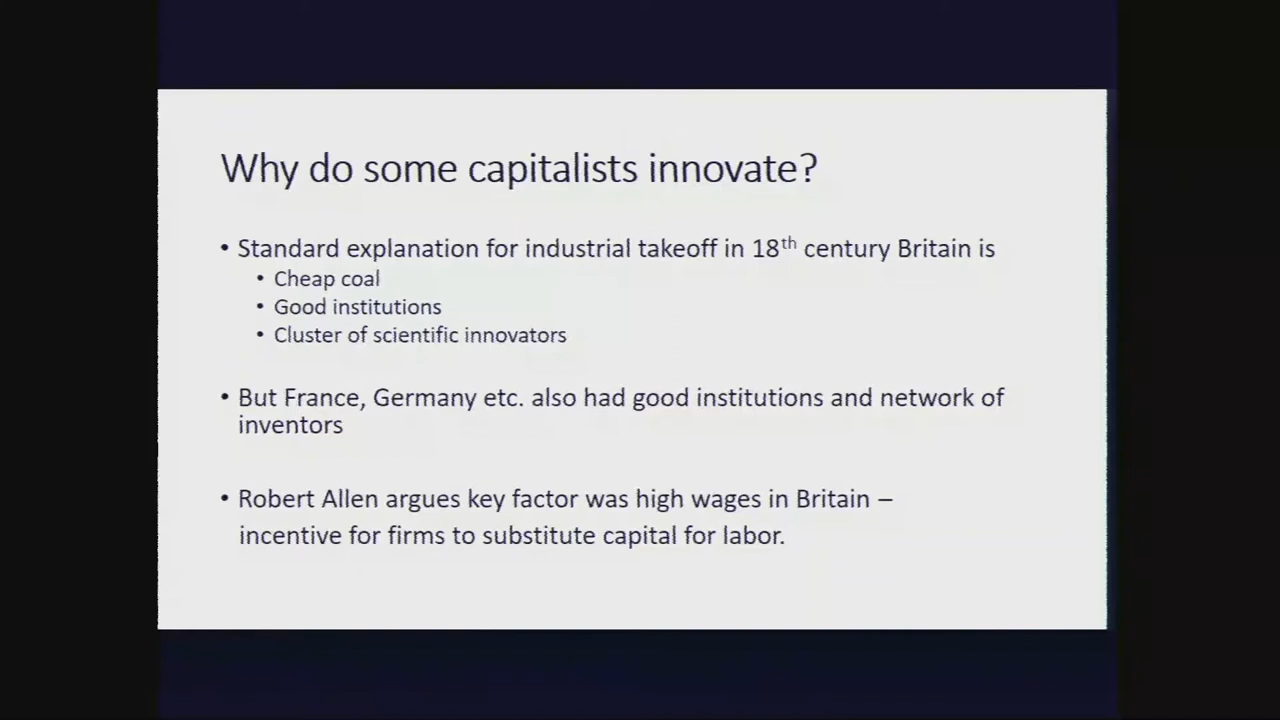 Why do some capitalists innovate?
• Standard explanation for industrial takeoff in 18th century Britain is
• Cheap coal
• Good institutions
• Cluster of scientific innovators
• But France, Germany etc. also had good institutions and network of
inventors
• Robert Allen argues key factor was high wages in Britain –
incentive for firms to substitute capital for labor.